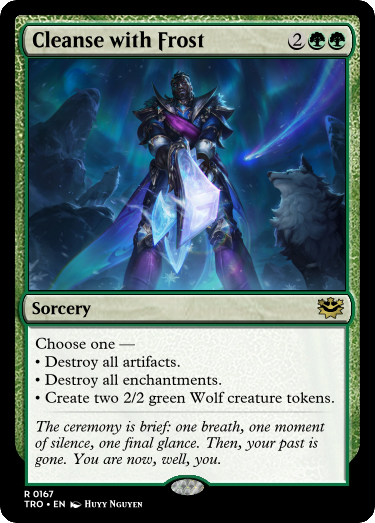 Cleanse with Frost 2
Sorcery
Choose one —
• Destroy all artifacts.
• Destroy all enchantments.
• Create two 2/2 green Wolf creature tokens.
The ceremony is brief: one breath, one moment
of silence, one final glance. Then, your past is
gone. You are now, well, you.
R 0167
TRO • EN Huyy Nguyen